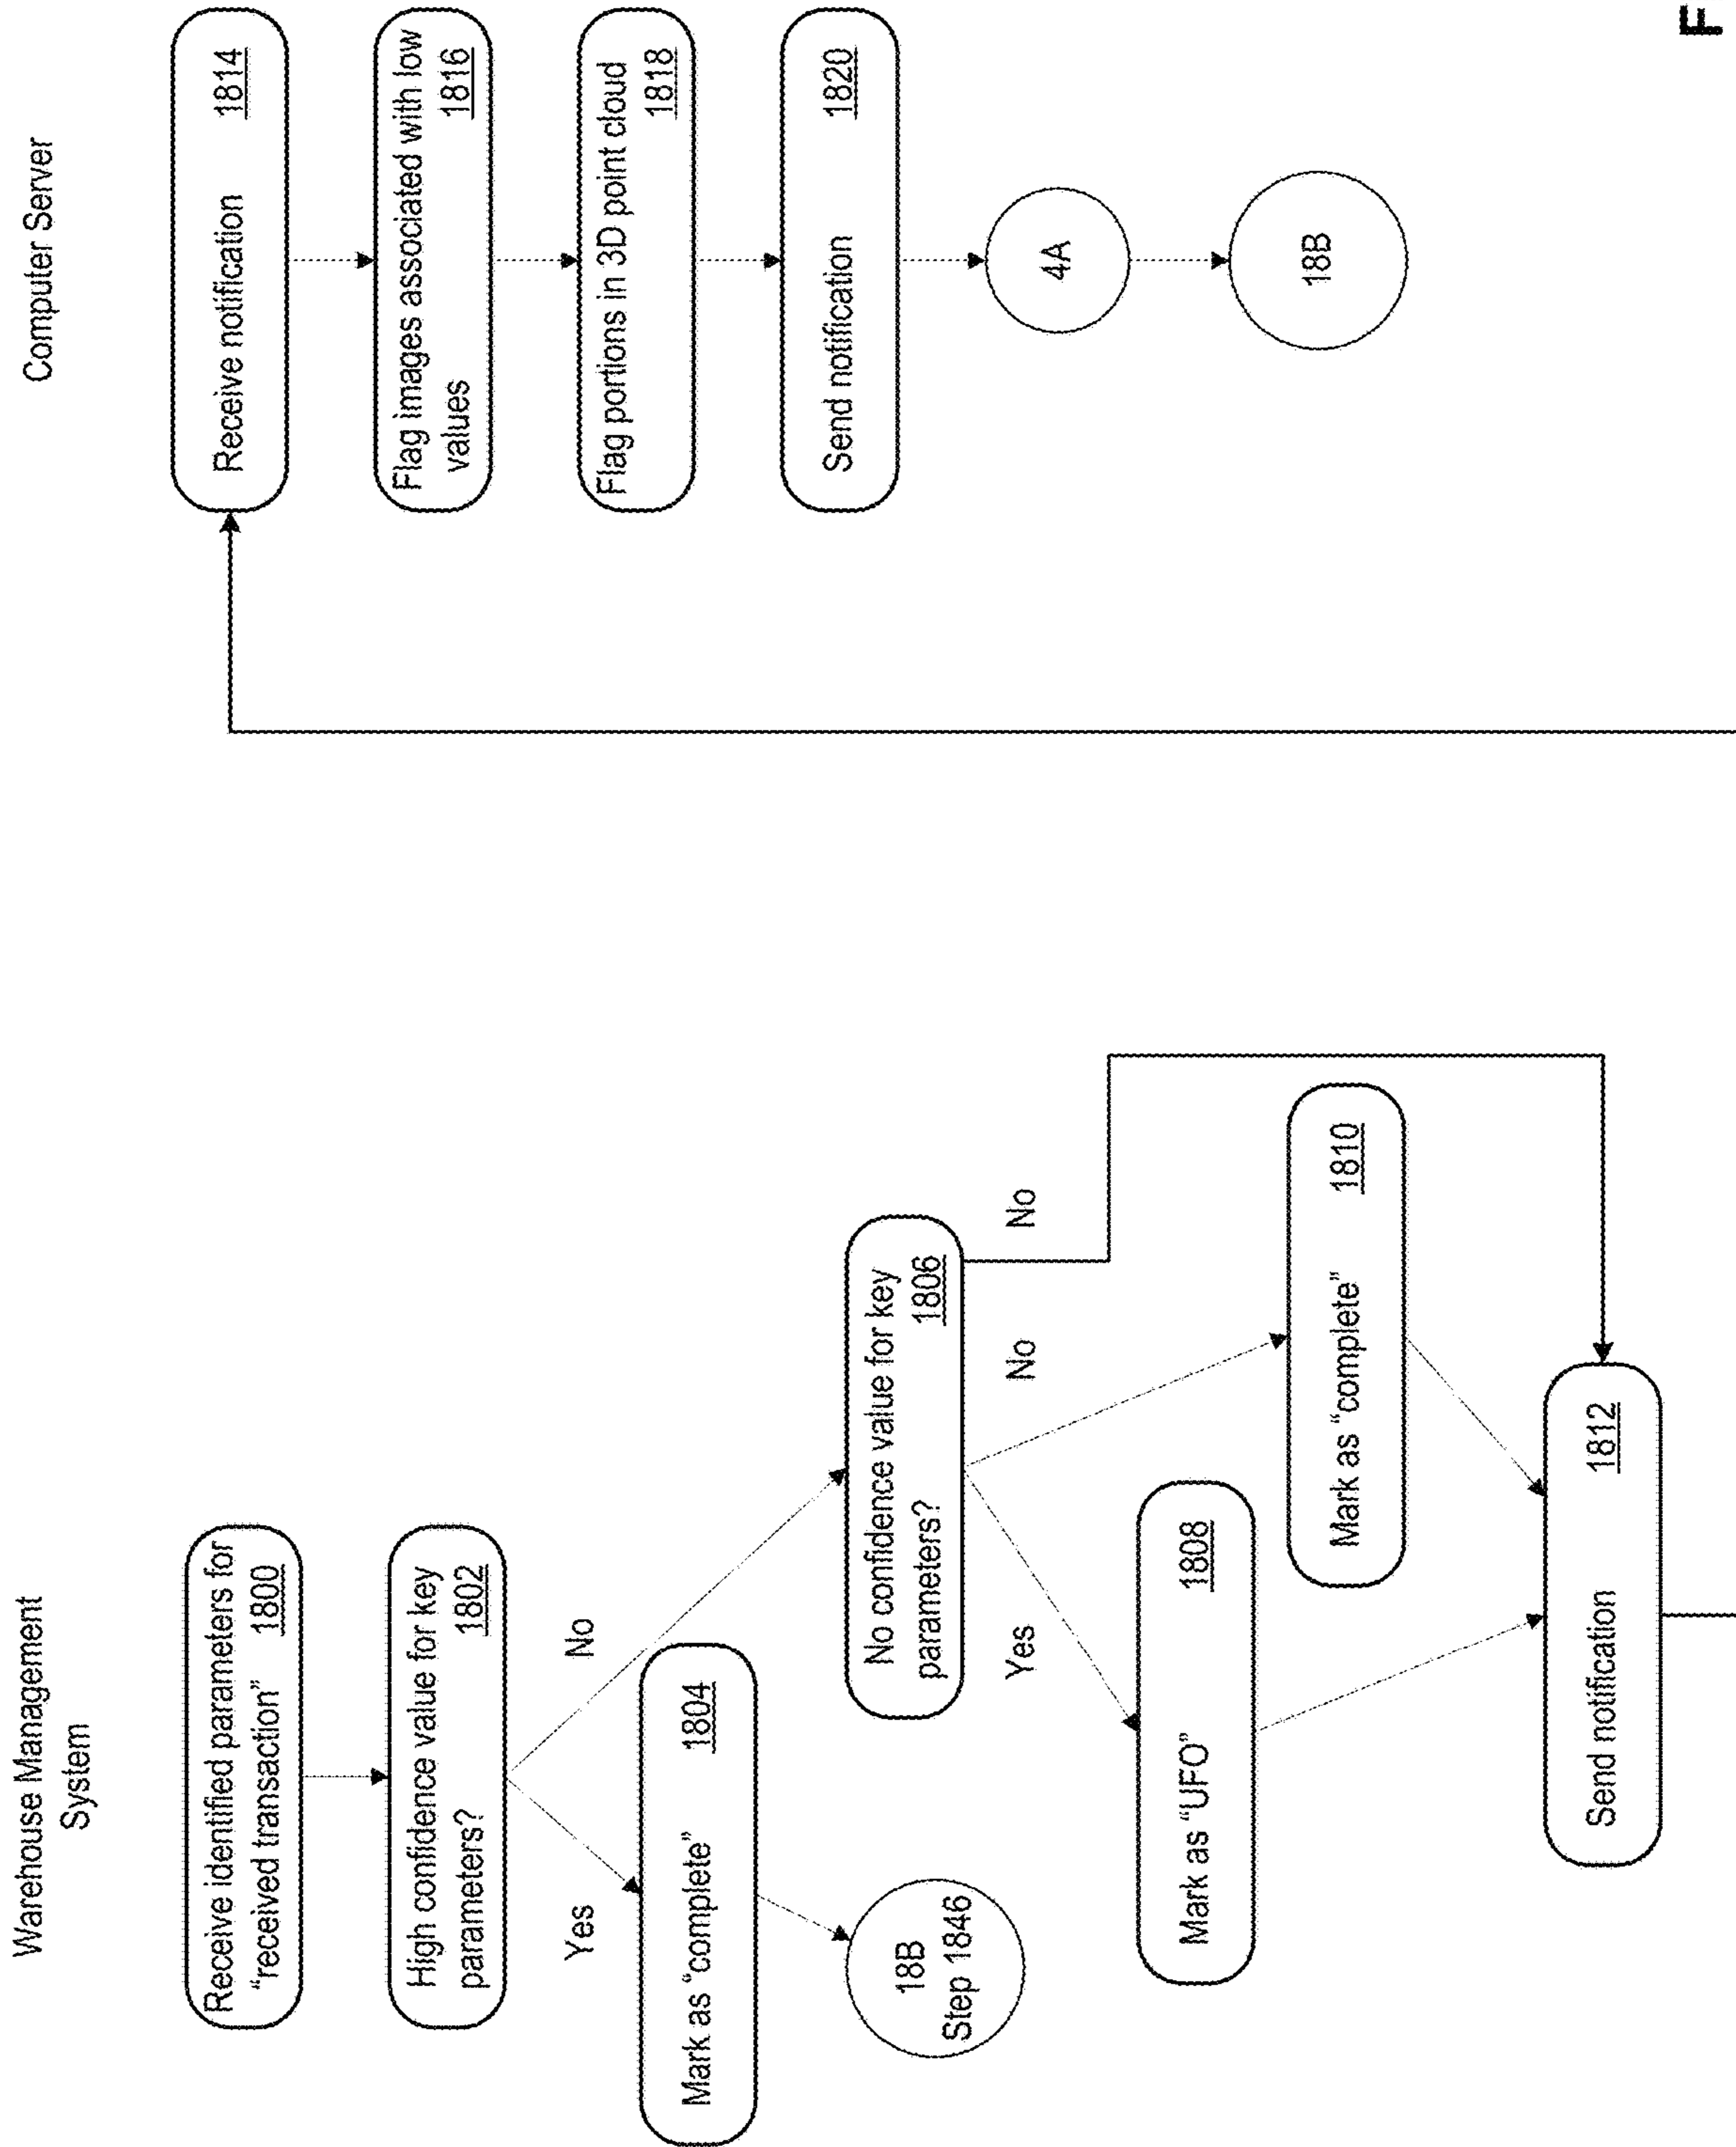 Warehouse Management
System
Receive identified parameters for
“received transaction” 1800
High confidence value for key
parameters? 1802
Yes
No
Mark as “complete” 1804
18B
Step 1846
No confidence value for key
parameters? 1806
Yes
No
No
Mark as “UFO” 1808
Mark as “complete” 1810
Send notification 1812
Computer Server
Receive notification 1814
Flag images associated with low
values 1816
Flag portions in 3D point cloud
1818
Send notification 1820
4A
18B
F